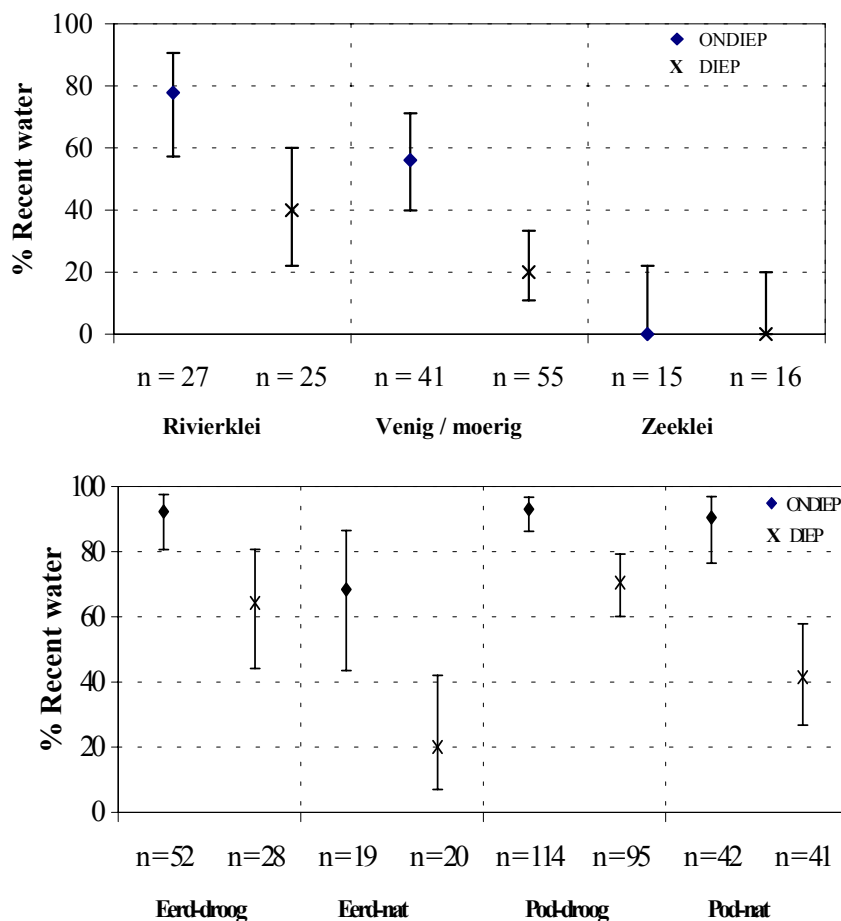 % Recent water
100
80
60
40
20
0
ONDIEP
X DIEP
n = 27 n = 25 n = 41 n = 55 n = 15 n = 16
Rivierklei Venig / moerig Zeeklei
% Recent water
100
80
60
40
20
0
ONDIEP
X DIEP
n=52 n=28 n=19 n=20 n=114 n=95 n=42 n=41
Eerd-droog Eerd-nat Pod-droog Pod-nat